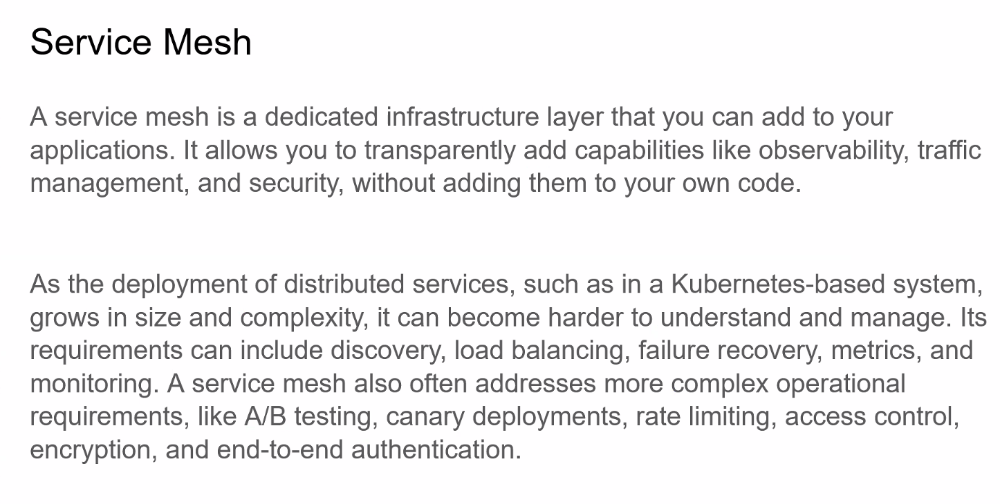 Service Mesh
A service mesh is a dedicated infrastructure layer that you can add to your
applications. It allows you to transparently add capabilities like observability, traffic
management, and security, without adding them to your own code.
As the deployment of distributed services, such as in a Kubernetes-based system,
grows in size and complexity, it can become harder to understand and manage. Its
requirements can include discovery, load balancing, failure recovery, metrics, and
monitoring. A service mesh also often addresses more complex operational
requirements, like A/B testing, canary deployments, rate limiting, access control,
encryption, and end-to-end authentication.